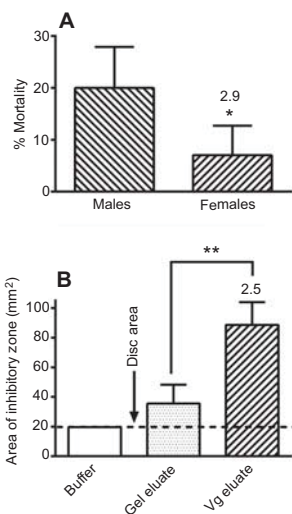 A
30
20
10
0
% Mortality
2.9
*
Males
Females
B
**
100
80
60
40
20
0
Area of inhibitory zone (mm²)
Disc area
2.5
Buffer
Gel eluate
Vg eluate